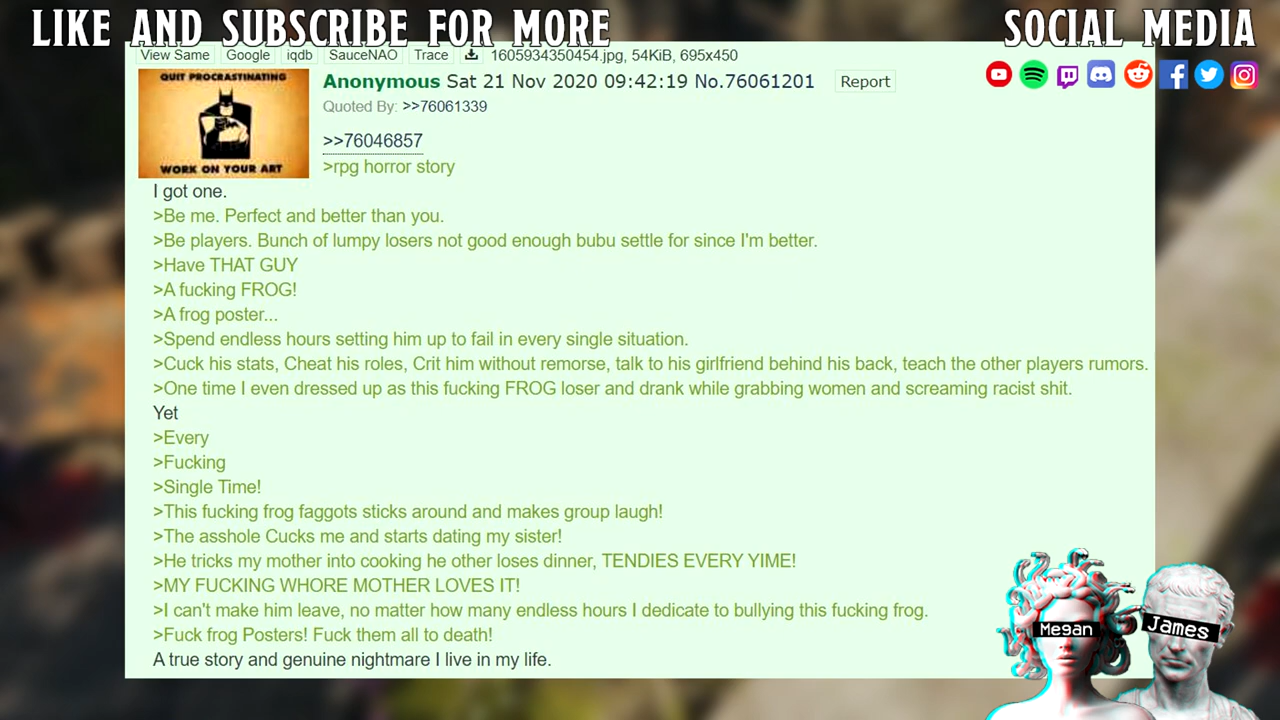 LIKE AND SUBSCRIBE FOR MORE
SOCIAL MEDIA
View Same Google iqdb SauceNAO Trace 1605934350454.jpg, 54KiB, 695x450
QUIT PROCRASTINATING
WORK ON YOUR ART
Anonymous Sat 21 Nov 2020 09:42:19 No.76061201 Report
Quoted By: >>76061339
>>76046857
>rpg horror story
I got one.
>Be me. Perfect and better than you.
>Be players. Bunch of lumpy losers not good enough bubu settle for since I'm better.
>Have THAT GUY
>A fucking FROG!
>A frog poster...
>Spend endless hours setting him up to fail in every single situation.
>Cuck his stats, Cheat his roles, Crit him without remorse, talk to his girlfriend behind his back, teach the other players rumors.
>One time I even dressed up as this fucking FROG loser and drank while grabbing women and screaming racist shit.
Yet
>Every
>Fucking
>Single Time!
>This fucking frog faggots sticks around and makes group laugh!
>The asshole Cucks me and starts dating my sister!
>He tricks my mother into cooking he other loses dinner, TENDIES EVERY YIME!
>MY FUCKING WHORE MOTHER LOVES IT!
>I can't make him leave, no matter how many endless hours I dedicate to bullying this fucking frog.
>Fuck frog Posters! Fuck them all to death!
A true story and genuine nightmare I live in my life.
Megan
James